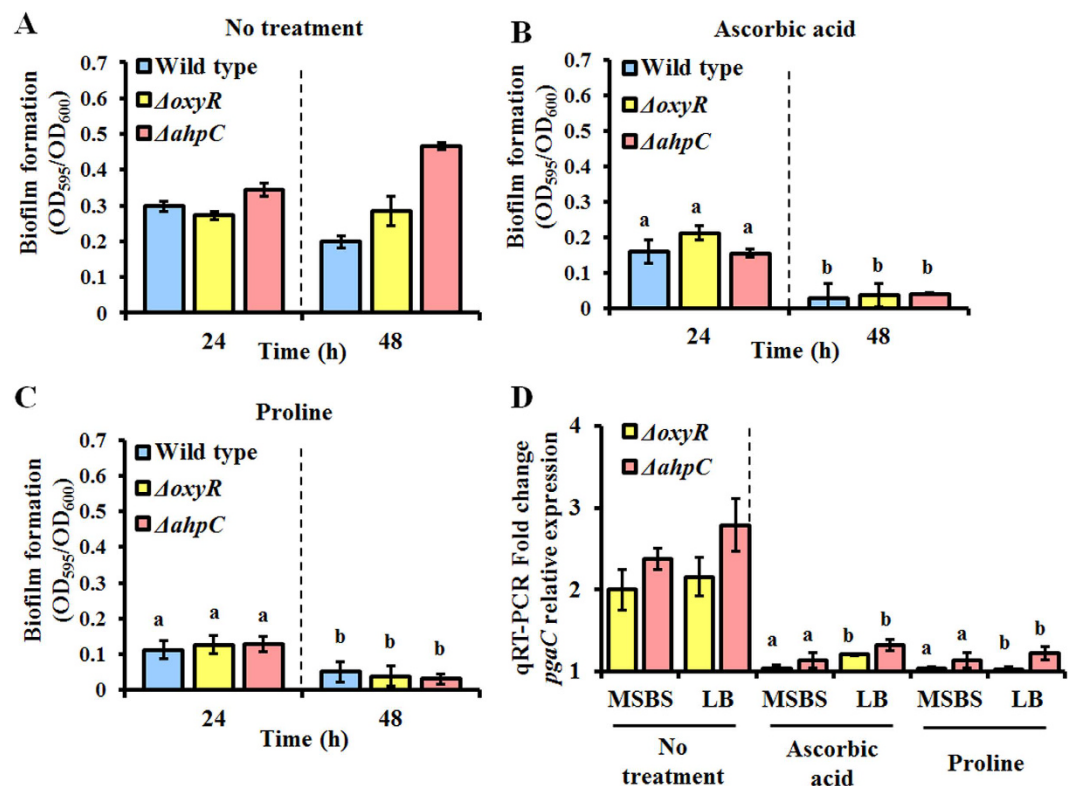 A
No treatment
Biofilm formation
(OD595/OD600)
0.7
0.6
0.5
0.4
0.3
0.2
0.1
0
Wild type
ΔoxyR
ΔahpC
24
48
Time (h)
B
Ascorbic acid
Biofilm formation
(OD595/OD600)
0.7
0.6
0.5
0.4
0.3
0.2
0.1
0
Wild type
ΔoxyR
ΔahpC
a a a b b b
24
48
Time (h)
C
Proline
Biofilm formation
(OD595/OD600)
0.7
0.6
0.5
0.4
0.3
0.2
0.1
0
Wild type
ΔoxyR
ΔahpC
a a a b b b
24
48
Time (h)
D
qRT-PCR Fold change
pgaC relative expression
4
3
2
1
ΔoxyR
ΔahpC
a a b b a a b b
MSBS LB MSBS LB MSBS LB
No
treatment
Ascorbic
acid
Proline